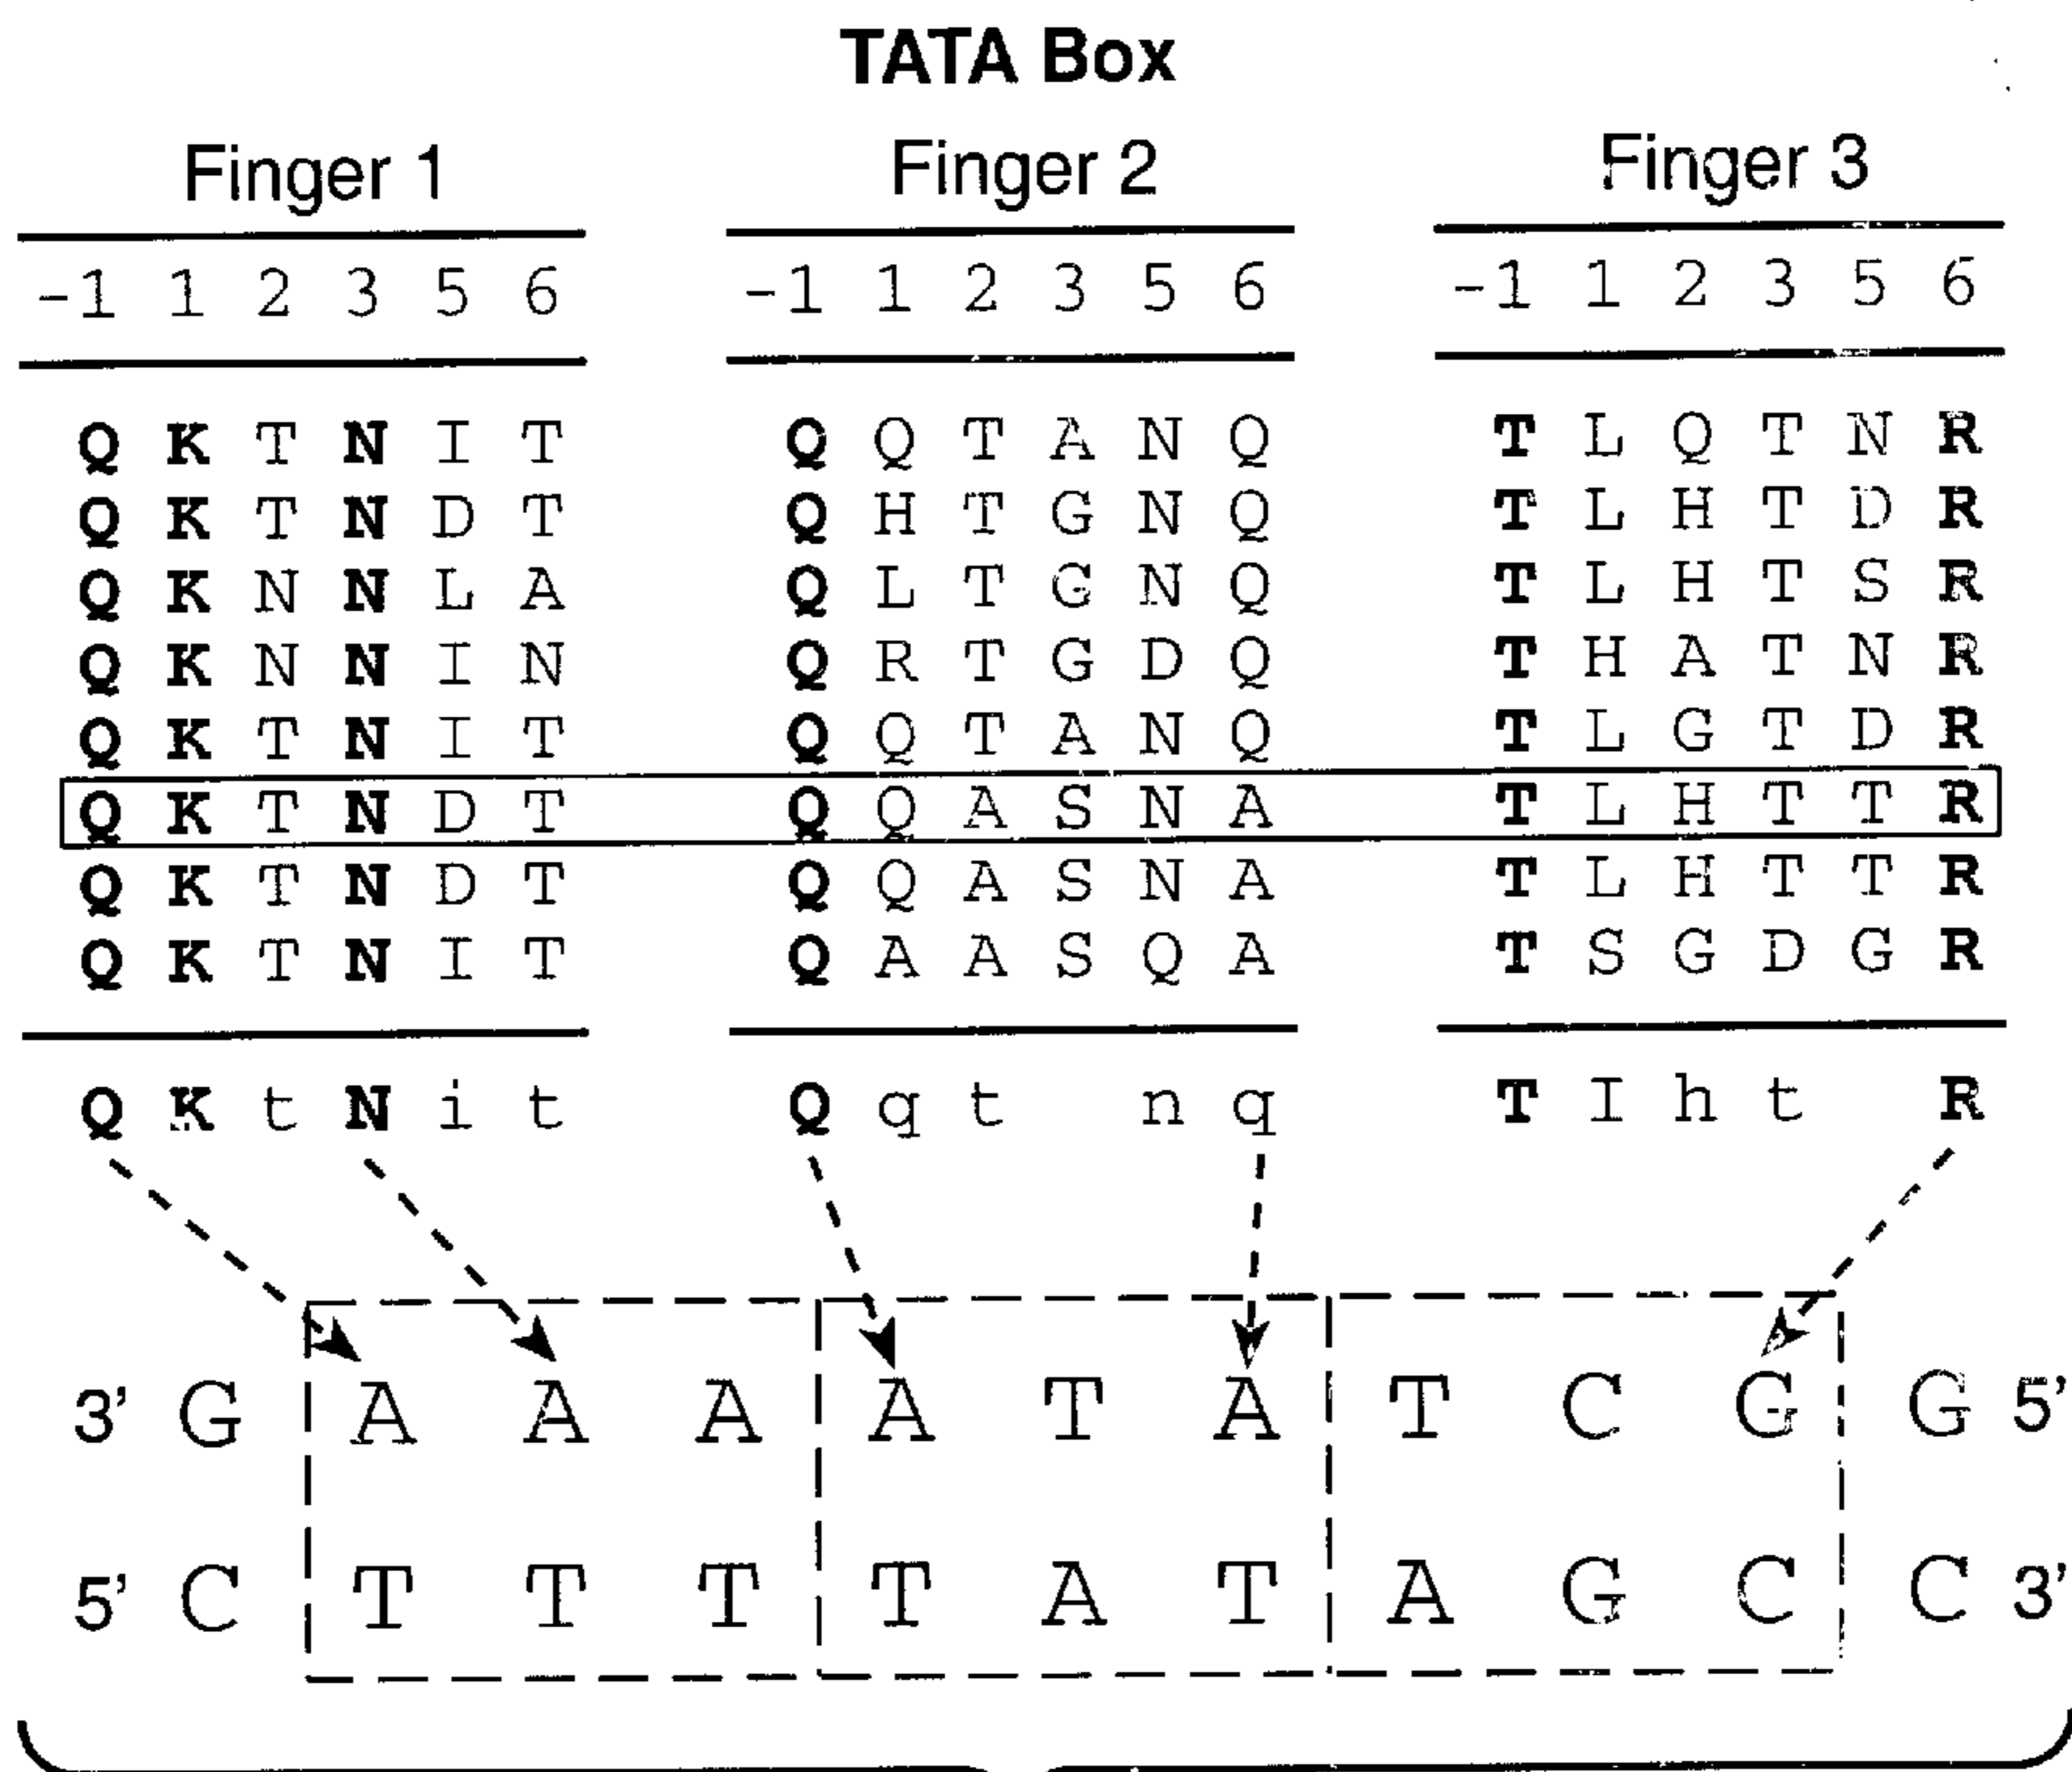 TATA Box
Finger 1 Finger 2 Finger 3
-1 1 2 3 5 6 -1 1 2 3 5 6 -1 1 2 3 5 6
Q K T N I T Q Q T A N Q T L Q T N R
Q K T N D T Q H T G N Q T L H T D R
Q K N N L A Q L T G N Q T L H T S R
Q K N N I N Q R T G D Q T H A T N R
Q K T N I T Q Q T A N Q T L G T D R
Q K T N D T Q Q A S N A T L H T T R
Q K T N D T Q Q A S N A T L H T T R
Q K T N I T Q A A S Q A T S G D G R
Q K t N i t Q q t n q T I h t R
3' G A A A A T A T C G G 5'
5' C T T T T A T A G C C 3'